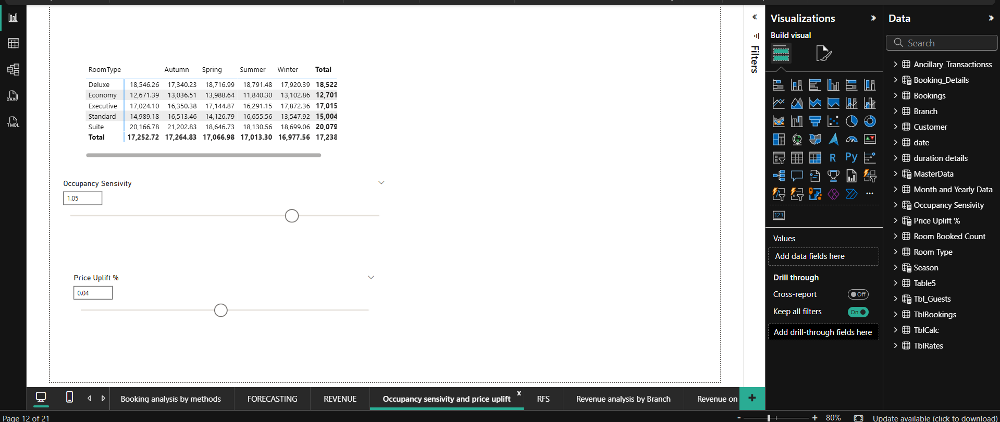 RoomType Autumn Spring Summer Winter Total
Deluxe 18,546.26 17,340.23 18,716.99 18,791.48 17,920.39 18,522
Economy 12,671.39 13,036.51 13,988.64 11,840.30 13,102.86 12,701
Executive 17,024.10 16,350.38 17,144.87 16,291.15 17,872.36 17,015
Standard 14,989.18 16,513.46 14,126.79 16,655.56 13,547.92 15,004
Suite 20,166.78 21,202.83 18,646.73 18,130.56 18,699.06 20,079
Total 17,252.72 17,264.83 17,066.98 17,013.30 16,977.56 17,238
Occupancy Sensivity
1.05
Price Uplift %
0.04
DAX
TMDL
Filters
Visualizations
Build visual
R Py
123
Values
Add data fields here
Drill through
Cross-report Off
Keep all filters On
Add drill-through fields here
Data
Search
Ancillary_Transactionss
Booking_Details
Bookings
Branch
Customer
date
duration details
MasterData
Month and Yearly Data
Occupancy Sensivity
Price Uplift %
Room Booked Count
Room Type
Season
Table5
Tbl_Guests
TblBookings
TblCalc
TblRates
Booking analysis by methods
FORECASTING
REVENUE
Occupancy sensivity and price uplift x
RFS
Revenue analysis by Branch
Revenue on
+
Page 12 of 21
- + 80%
Update available (click to download)